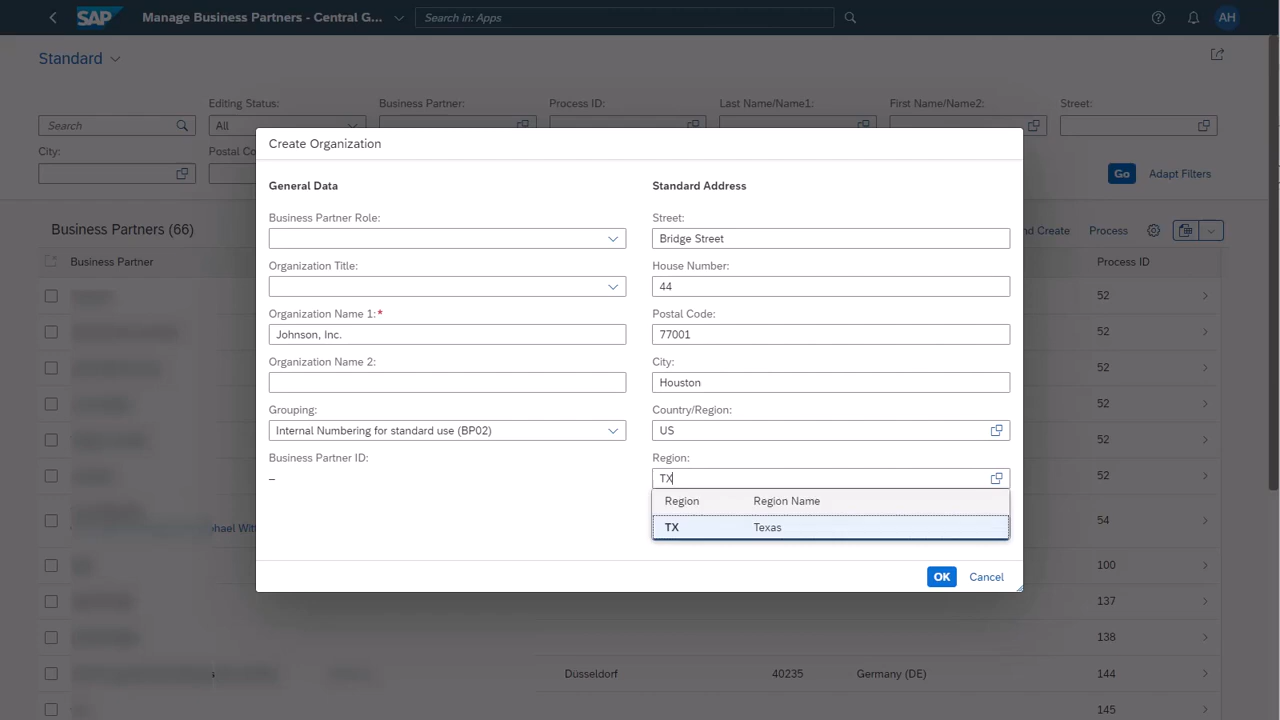 SAP Manage Business Partners - Central G... Search in: Apps AH
Standard
Editing Status: Business Partner: Process ID: Last Name/Name1: First Name/Name2: Street:
Search All
City: Postal Co
Go Adapt Filters
Business Partners (66) nd Create Process
Business Partner Process ID
52
52
52
52
52
52
54
100
137
138
Düsseldorf 40235 Germany (DE) 144
145
Create Organization
General Data
Business Partner Role:
Organization Title:
Organization Name 1:*
Johnson, Inc.
Organization Name 2:
Grouping:
Internal Numbering for standard use (BP02)
Business Partner ID:
–
Standard Address
Street:
Bridge Street
House Number:
44
Postal Code:
77001
City:
Houston
Country/Region:
US
Region:
TX
Region Region Name
TX Texas
OK Cancel